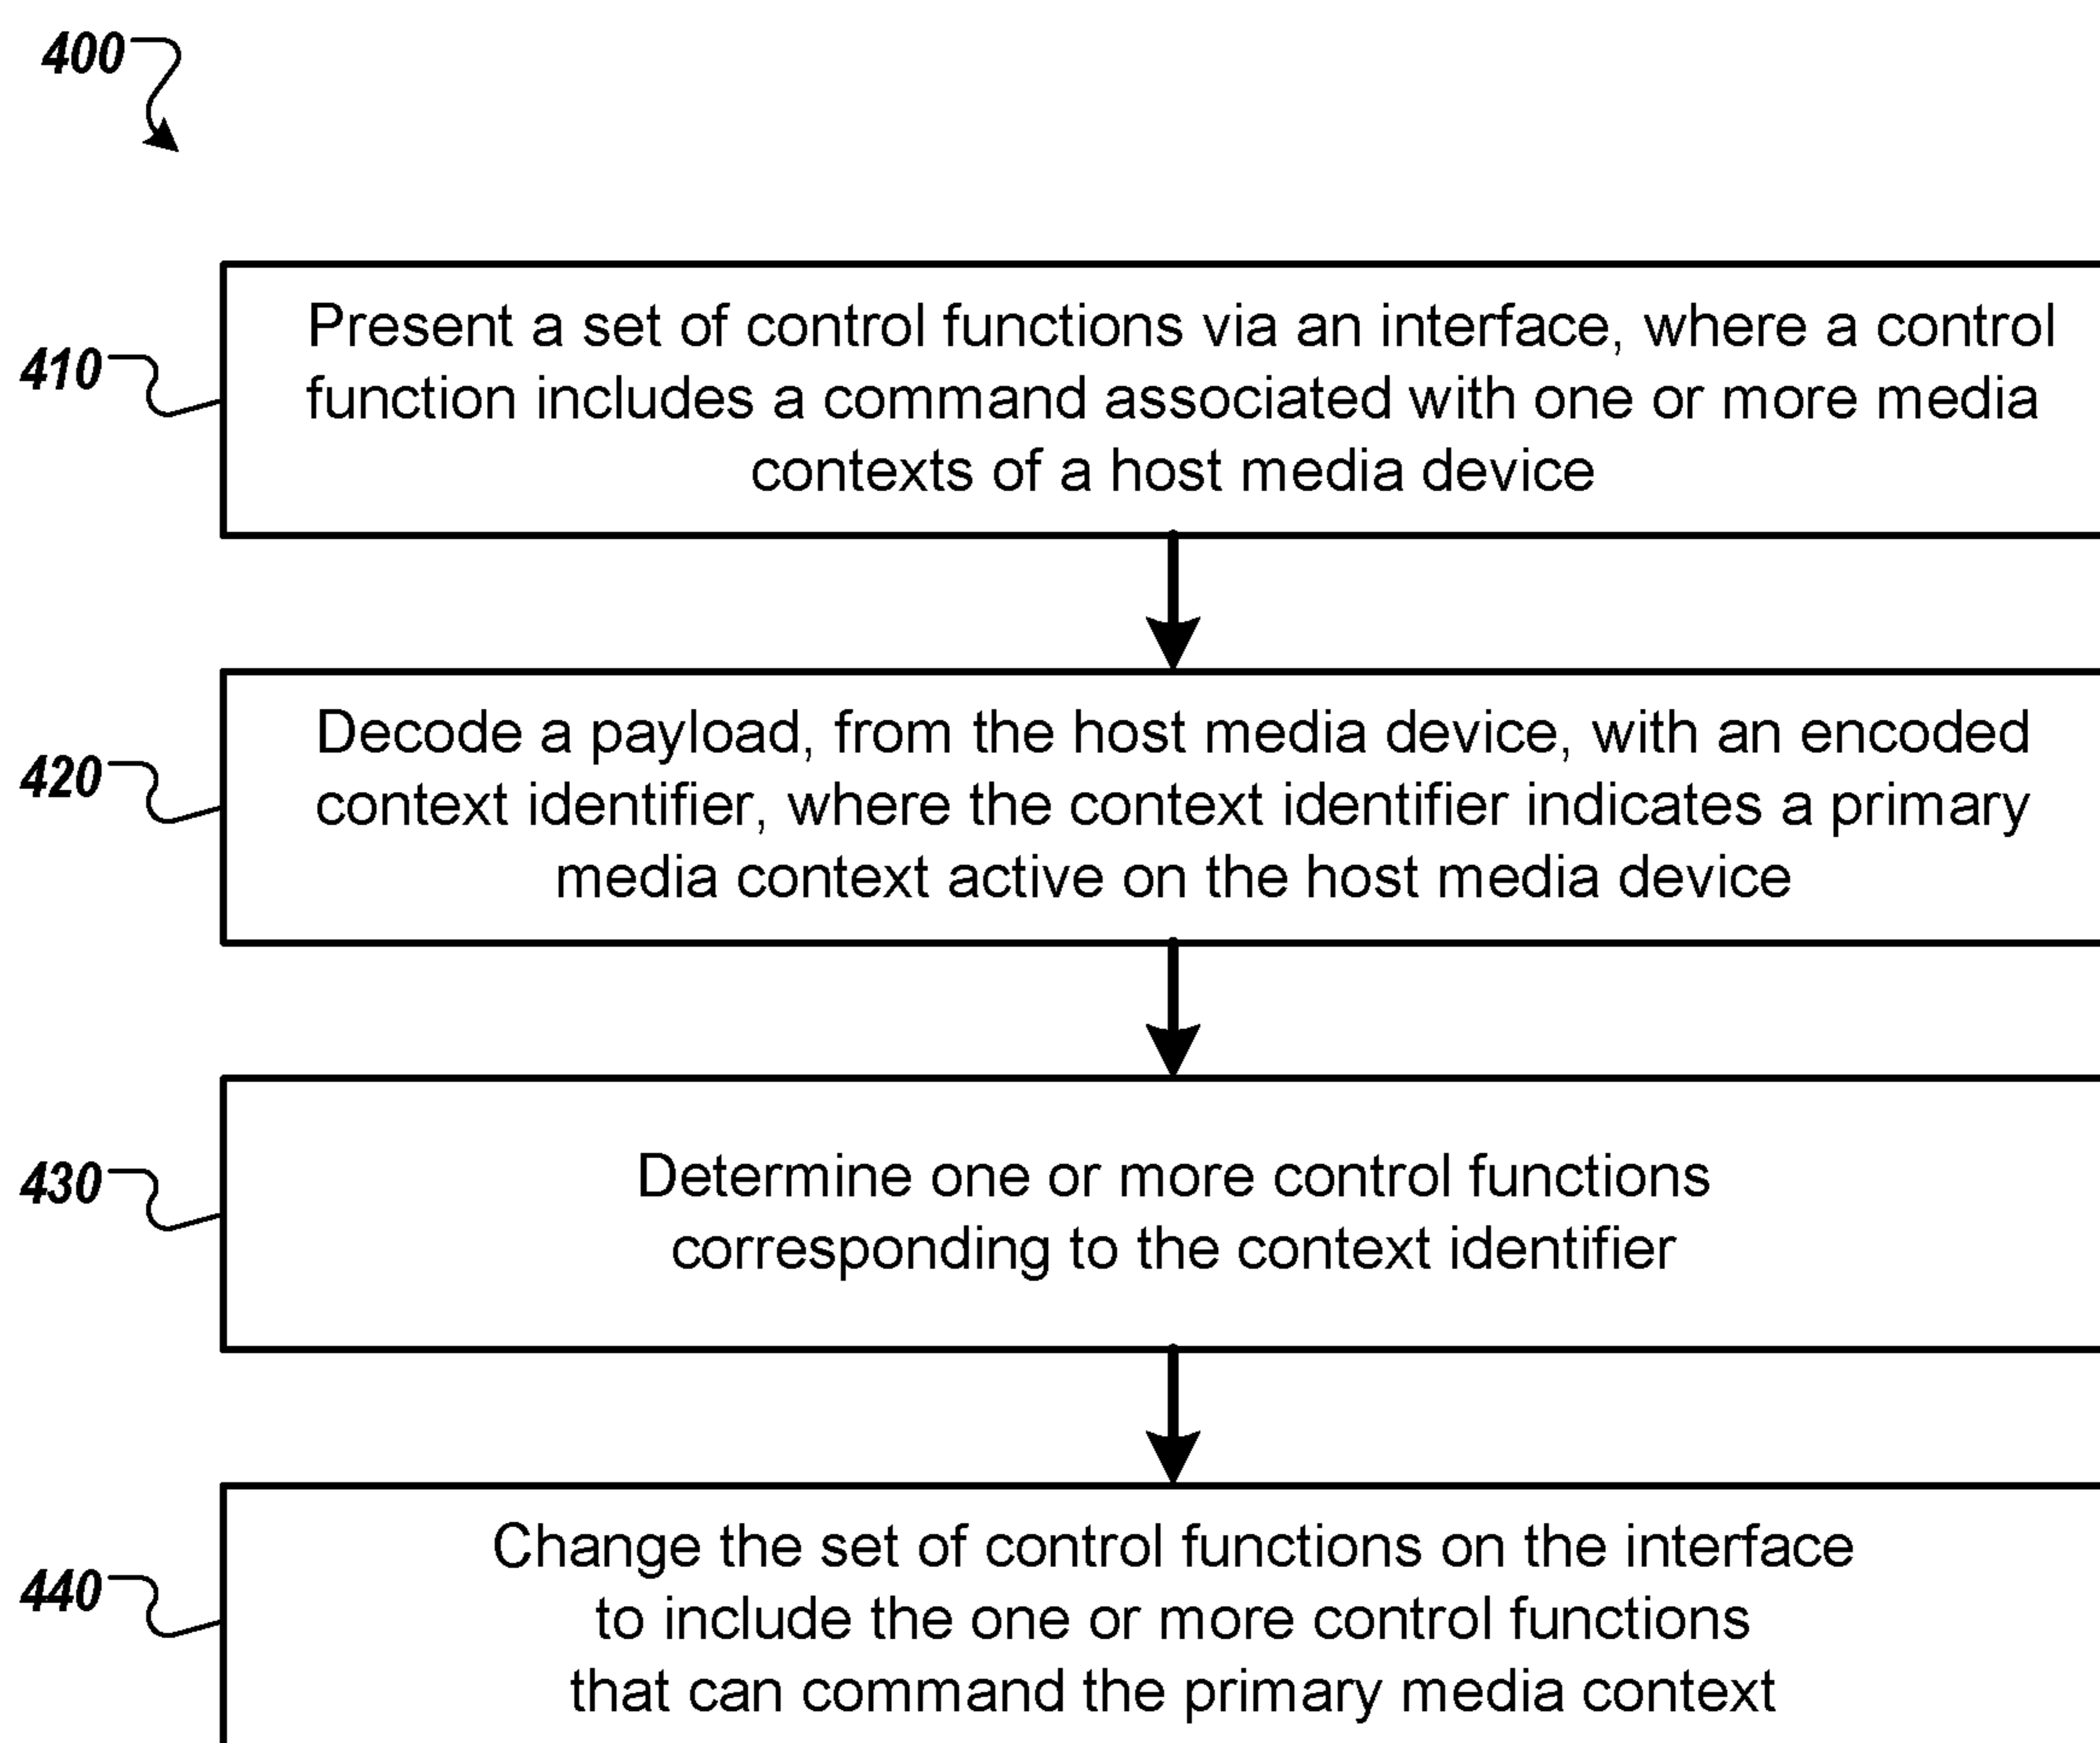 400
410
Present a set of control functions via an interface, where a control
function includes a command associated with one or more media
contexts of a host media device
420
Decode a payload, from the host media device, with an encoded
context identifier, where the context identifier indicates a primary
media context active on the host media device
430
Determine one or more control functions
corresponding to the context identifier
440
Change the set of control functions on the interface
to include the one or more control functions
that can command the primary media context